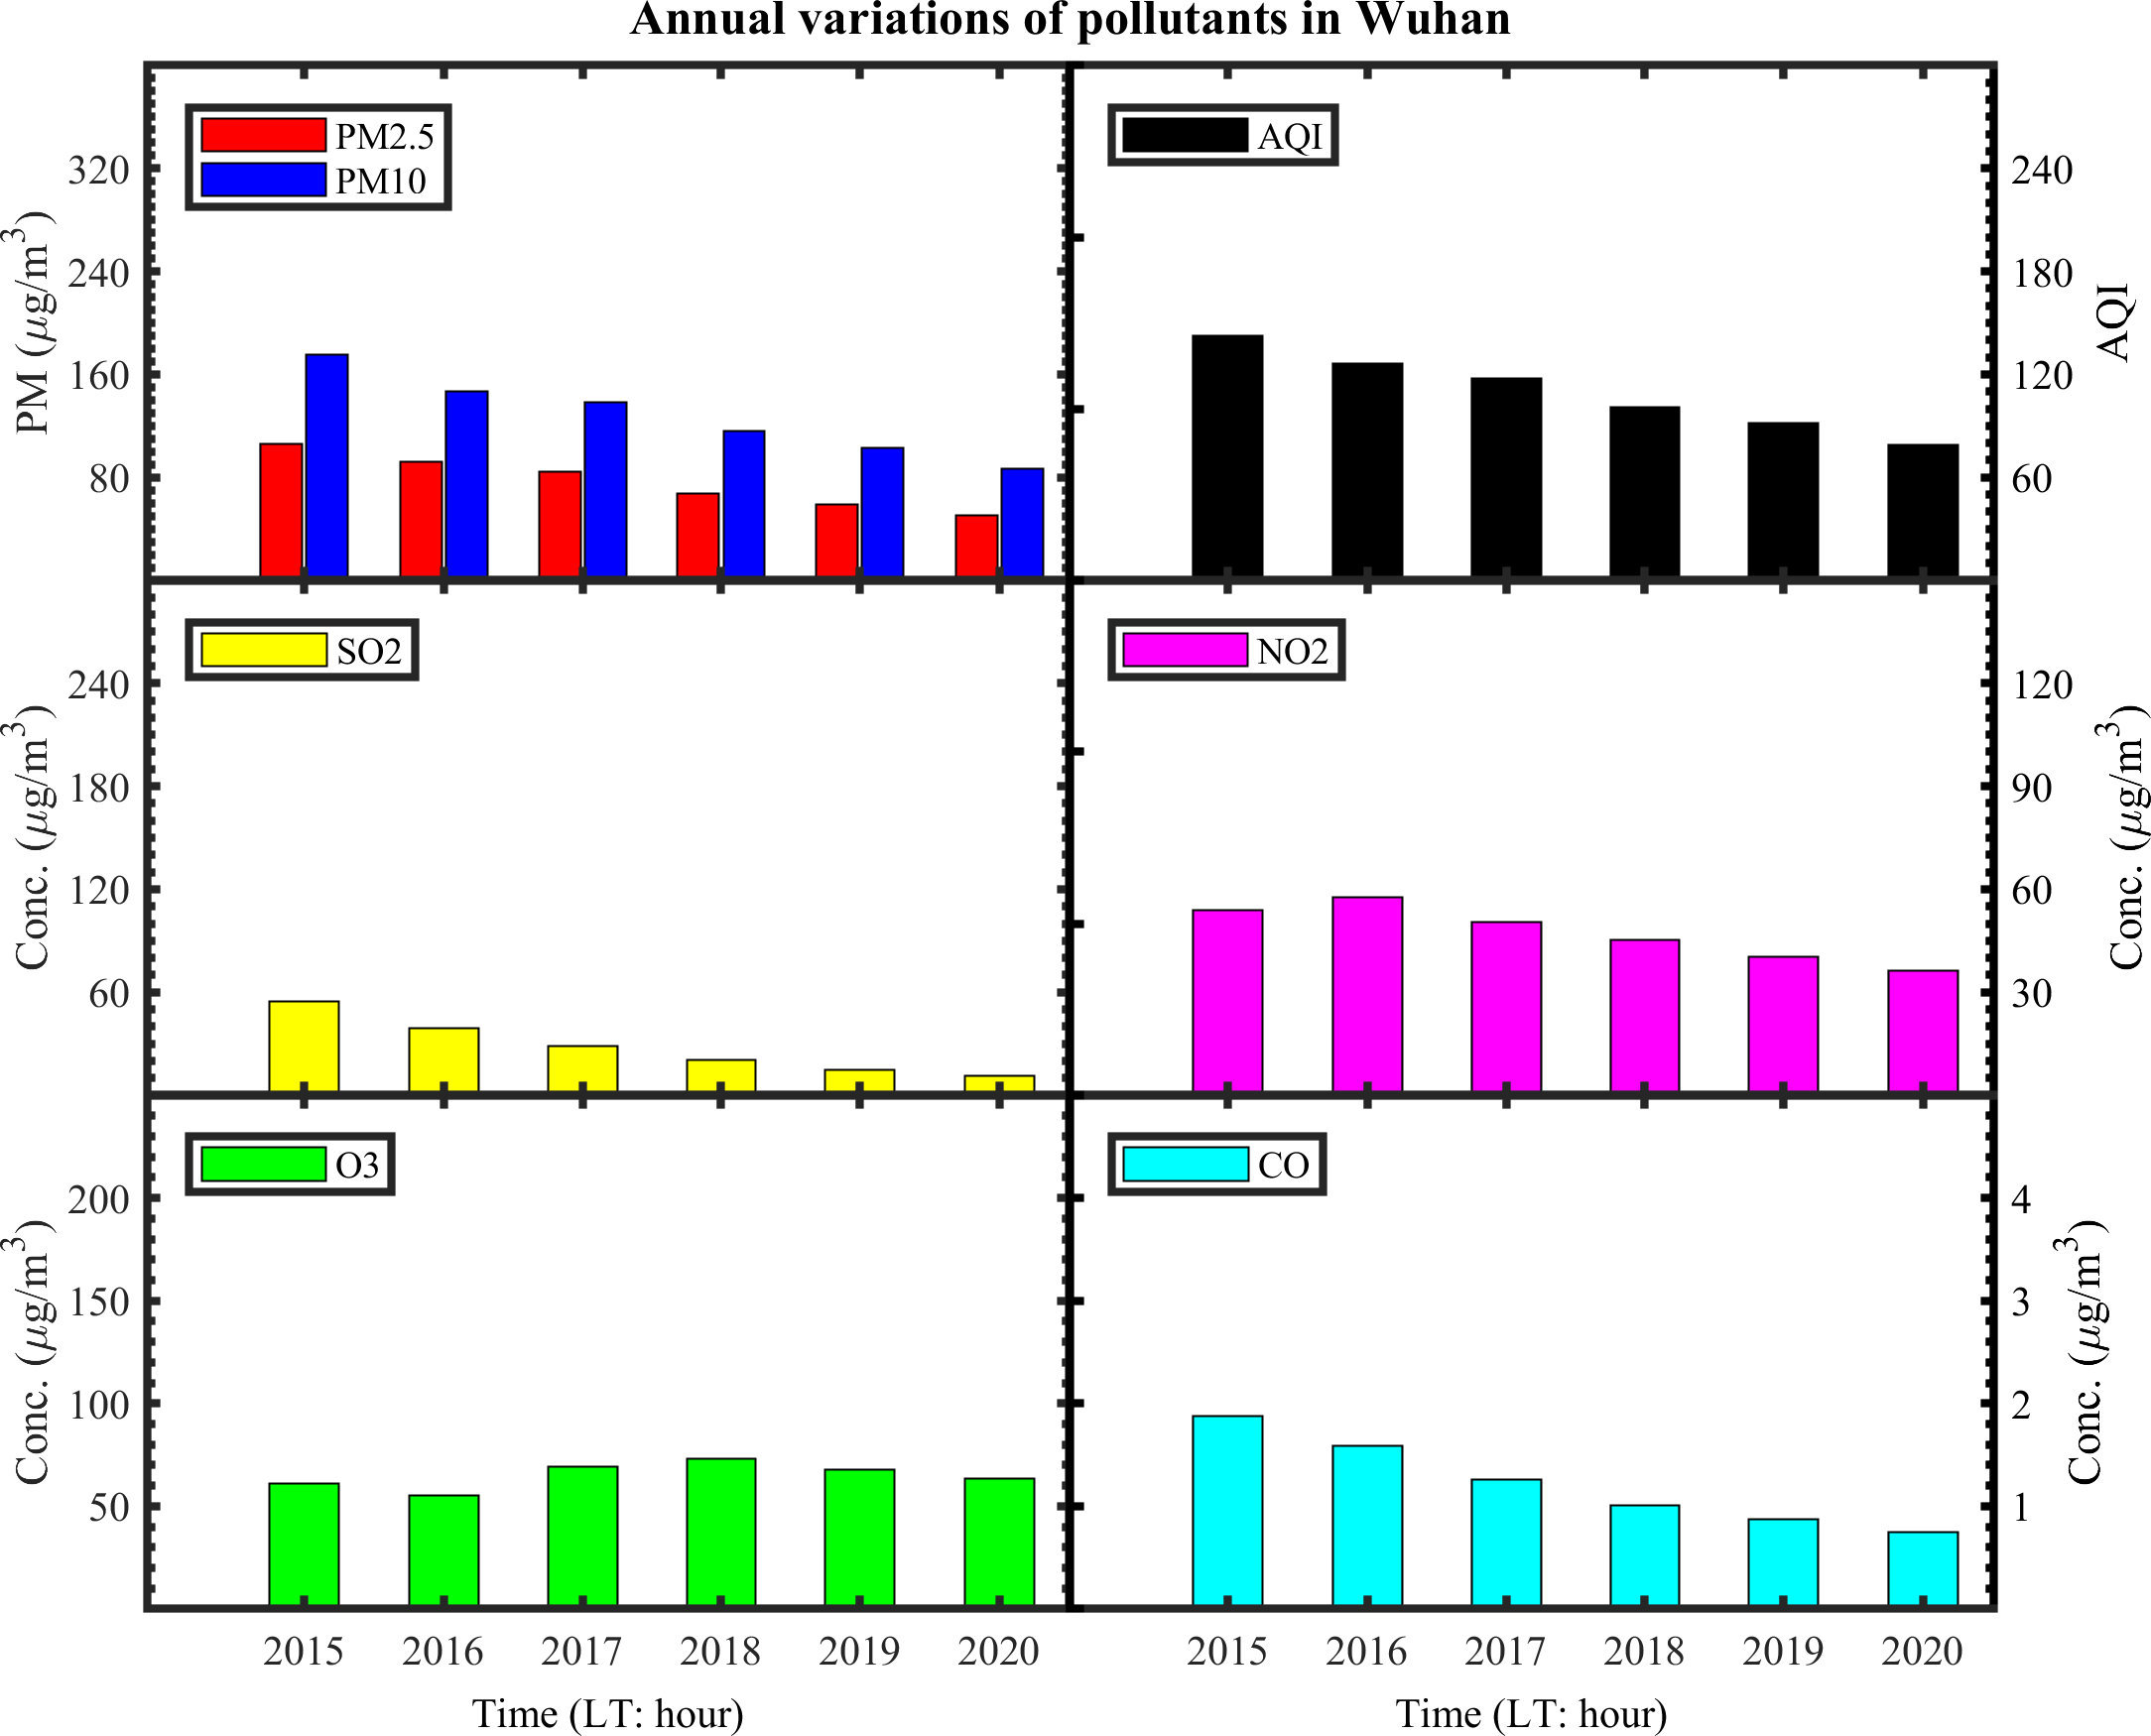 Annual variations of pollutants in Wuhan
PM2.5
PM10
320
240
160
80
PM (μg/m³)
AQI
240
180
120
60
AQI
SO2
240
180
120
60
Conc. (μg/m³)
NO2
120
90
60
30
Conc. (μg/m³)
O3
200
150
100
50
Conc. (μg/m³)
CO
4
3
2
1
Conc. (μg/m³)
2015 2016 2017 2018 2019 2020
Time (LT: hour)
2015 2016 2017 2018 2019 2020
Time (LT: hour)